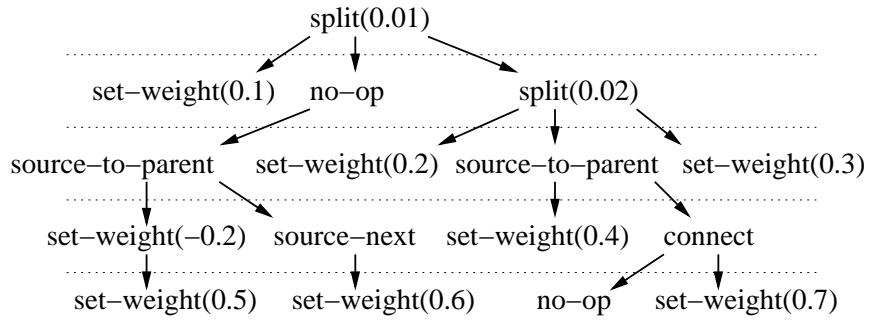 split(0.01)
set−weight(0.1) no−op split(0.02)
source−to−parent set−weight(0.2) source−to−parent set−weight(0.3)
set−weight(−0.2) source−next set−weight(0.4) connect
set−weight(0.5) set−weight(0.6) no−op set−weight(0.7)